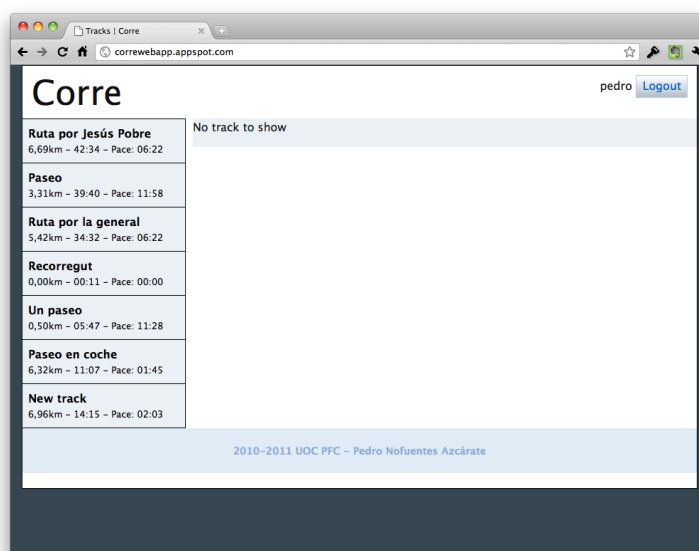 Tracks | Corre
correwebapp.appspot.com
Corre
pedro Logout
Ruta por Jesús Pobre
6,69km - 42:34 - Pace: 06:22
No track to show
Paseo
3,31km - 39:40 - Pace: 11:58
Ruta por la general
5,42km - 34:32 - Pace: 06:22
Recorregut
0,00km - 00:11 - Pace: 00:00
Un paseo
0,50km - 05:47 - Pace: 11:28
Paseo en coche
6,32km - 11:07 - Pace: 01:45
New track
6,96km - 14:15 - Pace: 02:03
2010-2011 UOC PFC - Pedro Nofuentes Azcárate